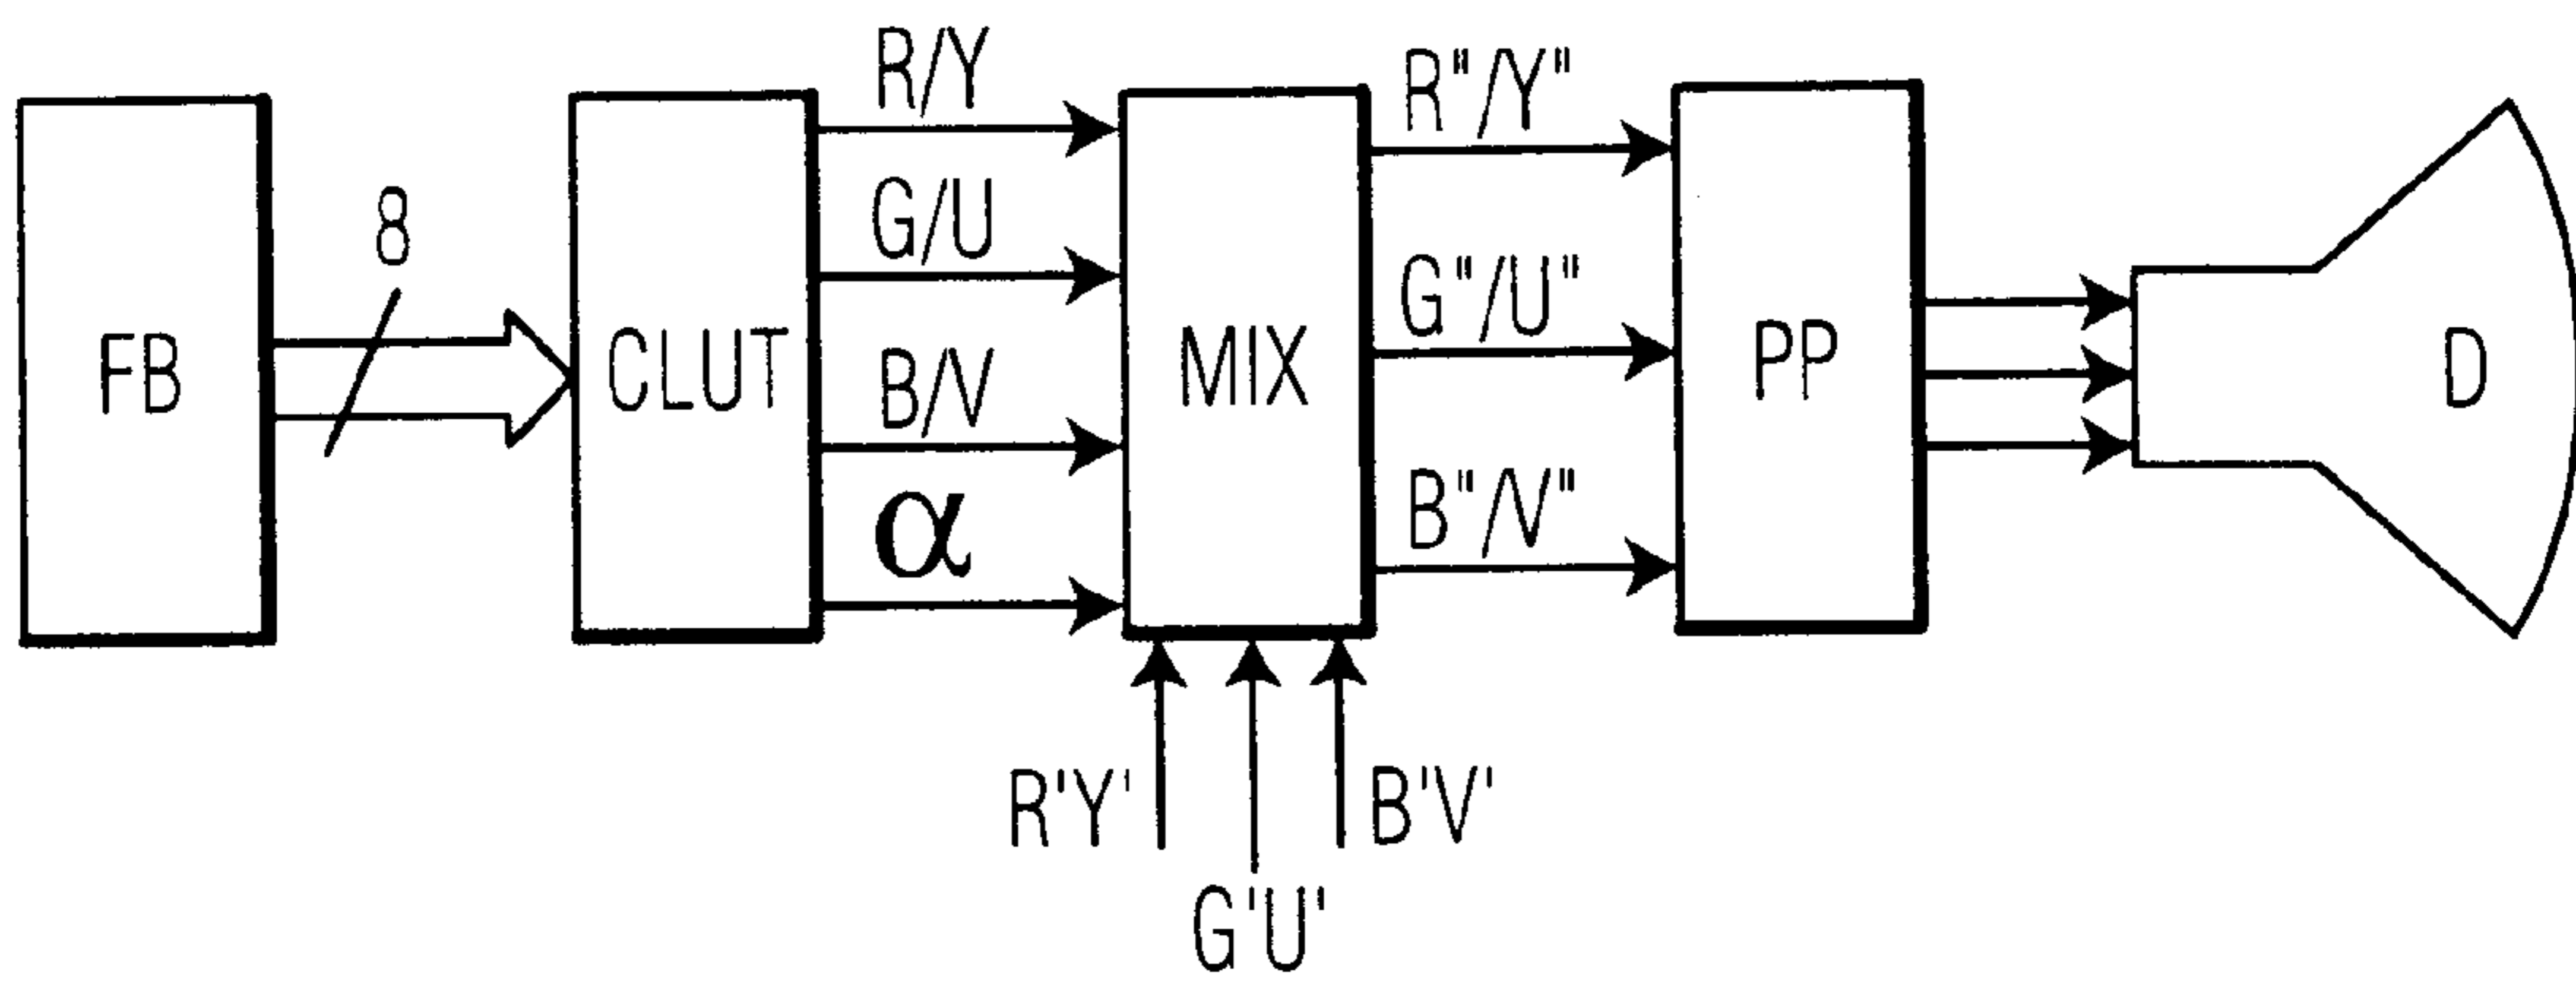 FB
8
CLUT
R/Y
G/U
B/V
α
MIX
R'Y'
G'U'
B'V'
R"/Y"
G"/U"
B"/V"
PP
D